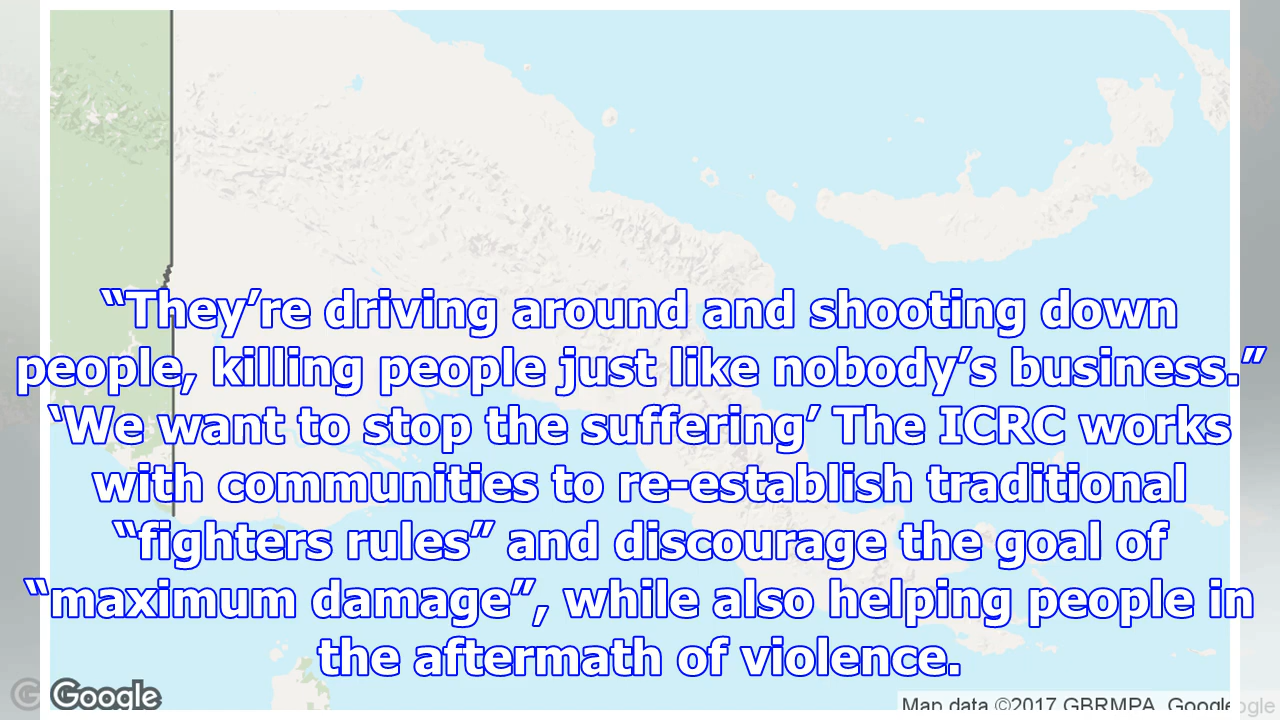 “They’re driving around and shooting down
people, killing people just like nobody’s business.”
‘We want to stop the suffering’ The ICRC works
with communities to re-establish traditional
“fighters rules” and discourage the goal of
“maximum damage”, while also helping people in
the aftermath of violence.
G Google
Map data ©2017 GBRMPA, Google ogle